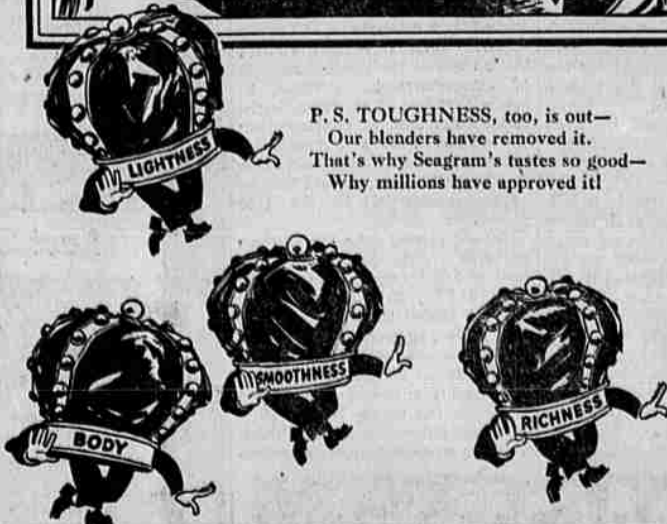 LIGHTNESS
P. S. TOUGHNESS, too, is out—
Our blenders have removed it.
That's why Seagram's tastes so good—
Why millions have approved it!
SMOOTHNESS
BODY
RICHNESS